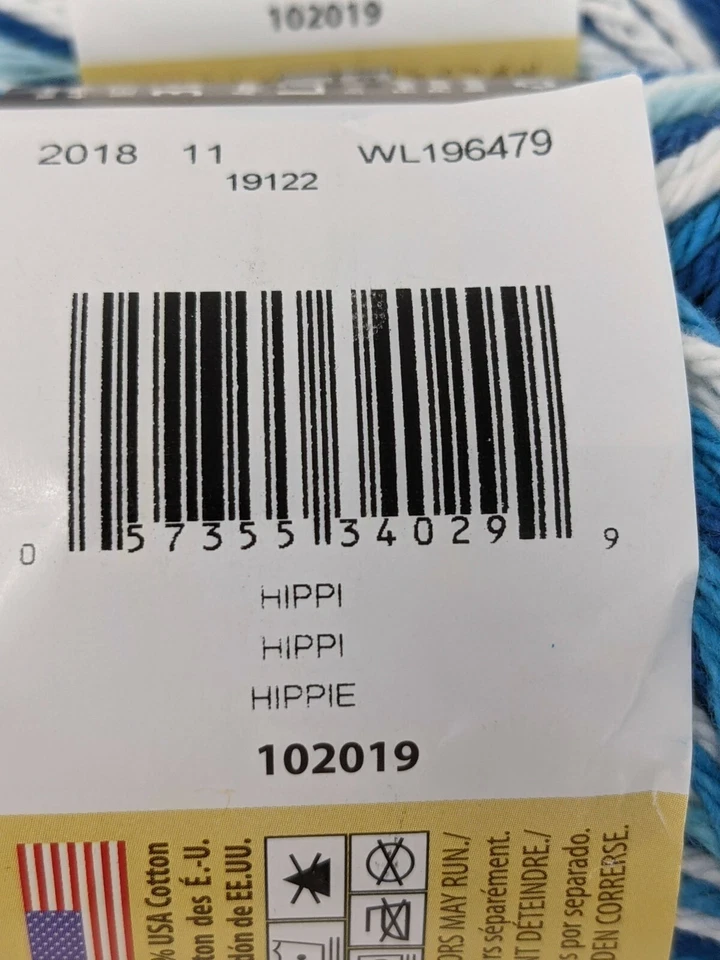 102019
2018 11 WL196479
19122
0 57355 34029 9
HIPPI
HIPPI
HIPPIE
102019
% USA Cotton
ton des É.-U.
dón de EE.UU.
ORS MAY RUN./
rs séparément.
NT DÉTEINDRE./
s por separado.
DEN CORRERSE.